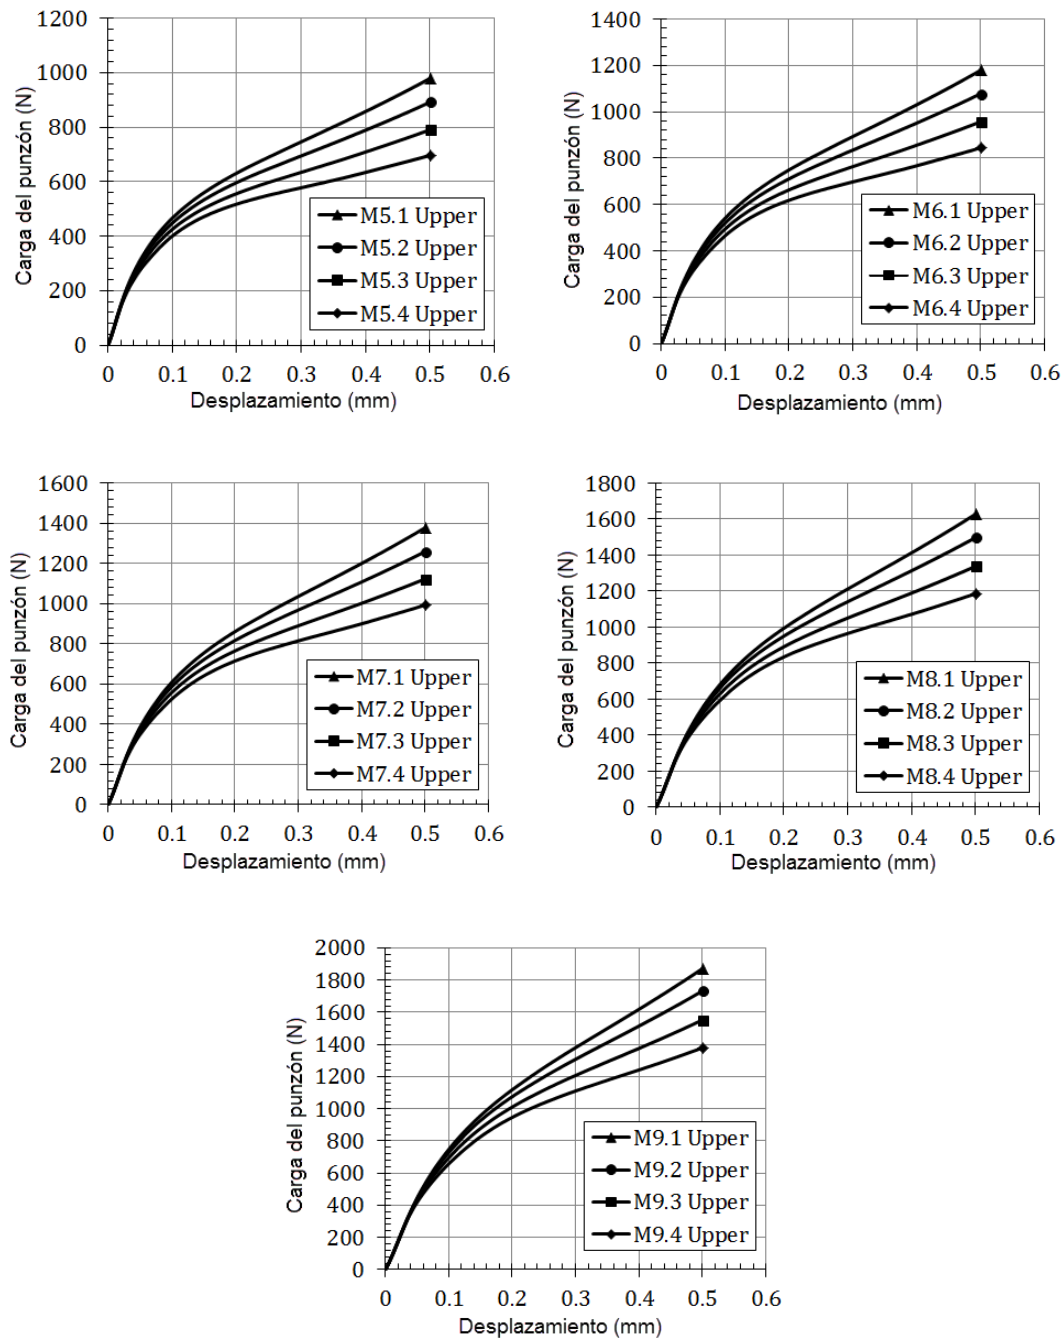 1200
1000
800
600
400
200
0
Carga del punzón (N)
M5.1 Upper
M5.2 Upper
M5.3 Upper
M5.4 Upper
0 0.1 0.2 0.3 0.4 0.5 0.6
Desplazamiento (mm)
1400
1200
1000
800
600
400
200
0
Carga del punzón (N)
M6.1 Upper
M6.2 Upper
M6.3 Upper
M6.4 Upper
0 0.1 0.2 0.3 0.4 0.5 0.6
Desplazamiento (mm)
1600
1400
1200
1000
800
600
400
200
0
Carga del punzón (N)
M7.1 Upper
M7.2 Upper
M7.3 Upper
M7.4 Upper
0 0.1 0.2 0.3 0.4 0.5 0.6
Desplazamiento (mm)
1800
1600
1400
1200
1000
800
600
400
200
0
Carga del punzón (N)
M8.1 Upper
M8.2 Upper
M8.3 Upper
M8.4 Upper
0 0.1 0.2 0.3 0.4 0.5 0.6
Desplazamiento (mm)
2000
1800
1600
1400
1200
1000
800
600
400
200
0
Carga del punzón (N)
M9.1 Upper
M9.2 Upper
M9.3 Upper
M9.4 Upper
0 0.1 0.2 0.3 0.4 0.5 0.6
Desplazamiento (mm)